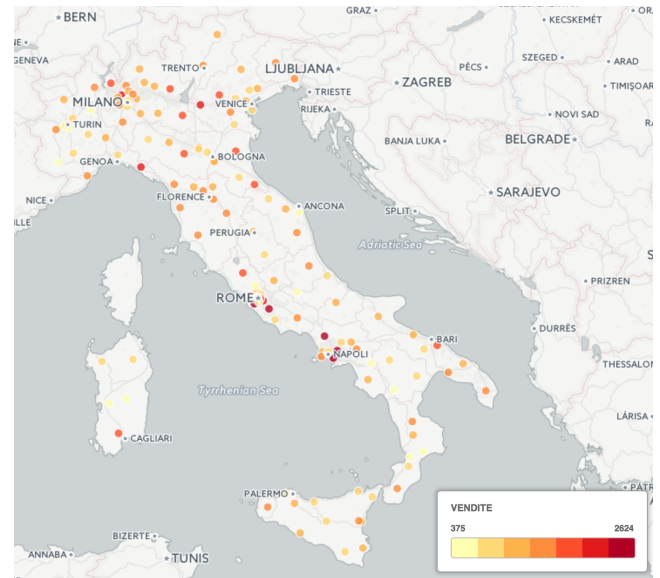 GRAZ
BERN
KECSKEMÉT
GENEVA
TRENTO
LJUBLJANA
PÉCS
SZEGED
ARAD
ZAGREB
TIMIȘOAR
MILANO
VENICE
TRIESTE
RIJEKA
NOVI SAD
TURIN
BANJA LUKA
BELGRADE
GENOA
BOLOGNA
NICE
FLORENCE
ANCONA
SPLIT
SARAJEVO
PERUGIA
Adriatic Sea
PRIZREN
ROME
DURRËS
BARI
NAPOLI
THESSALON
Tyrrhenian Sea
LÁRISA
CAGLIARI
PALERMO
PÁTR
VENDITE
375 2624
BIZERTE
ANNABA
TUNIS